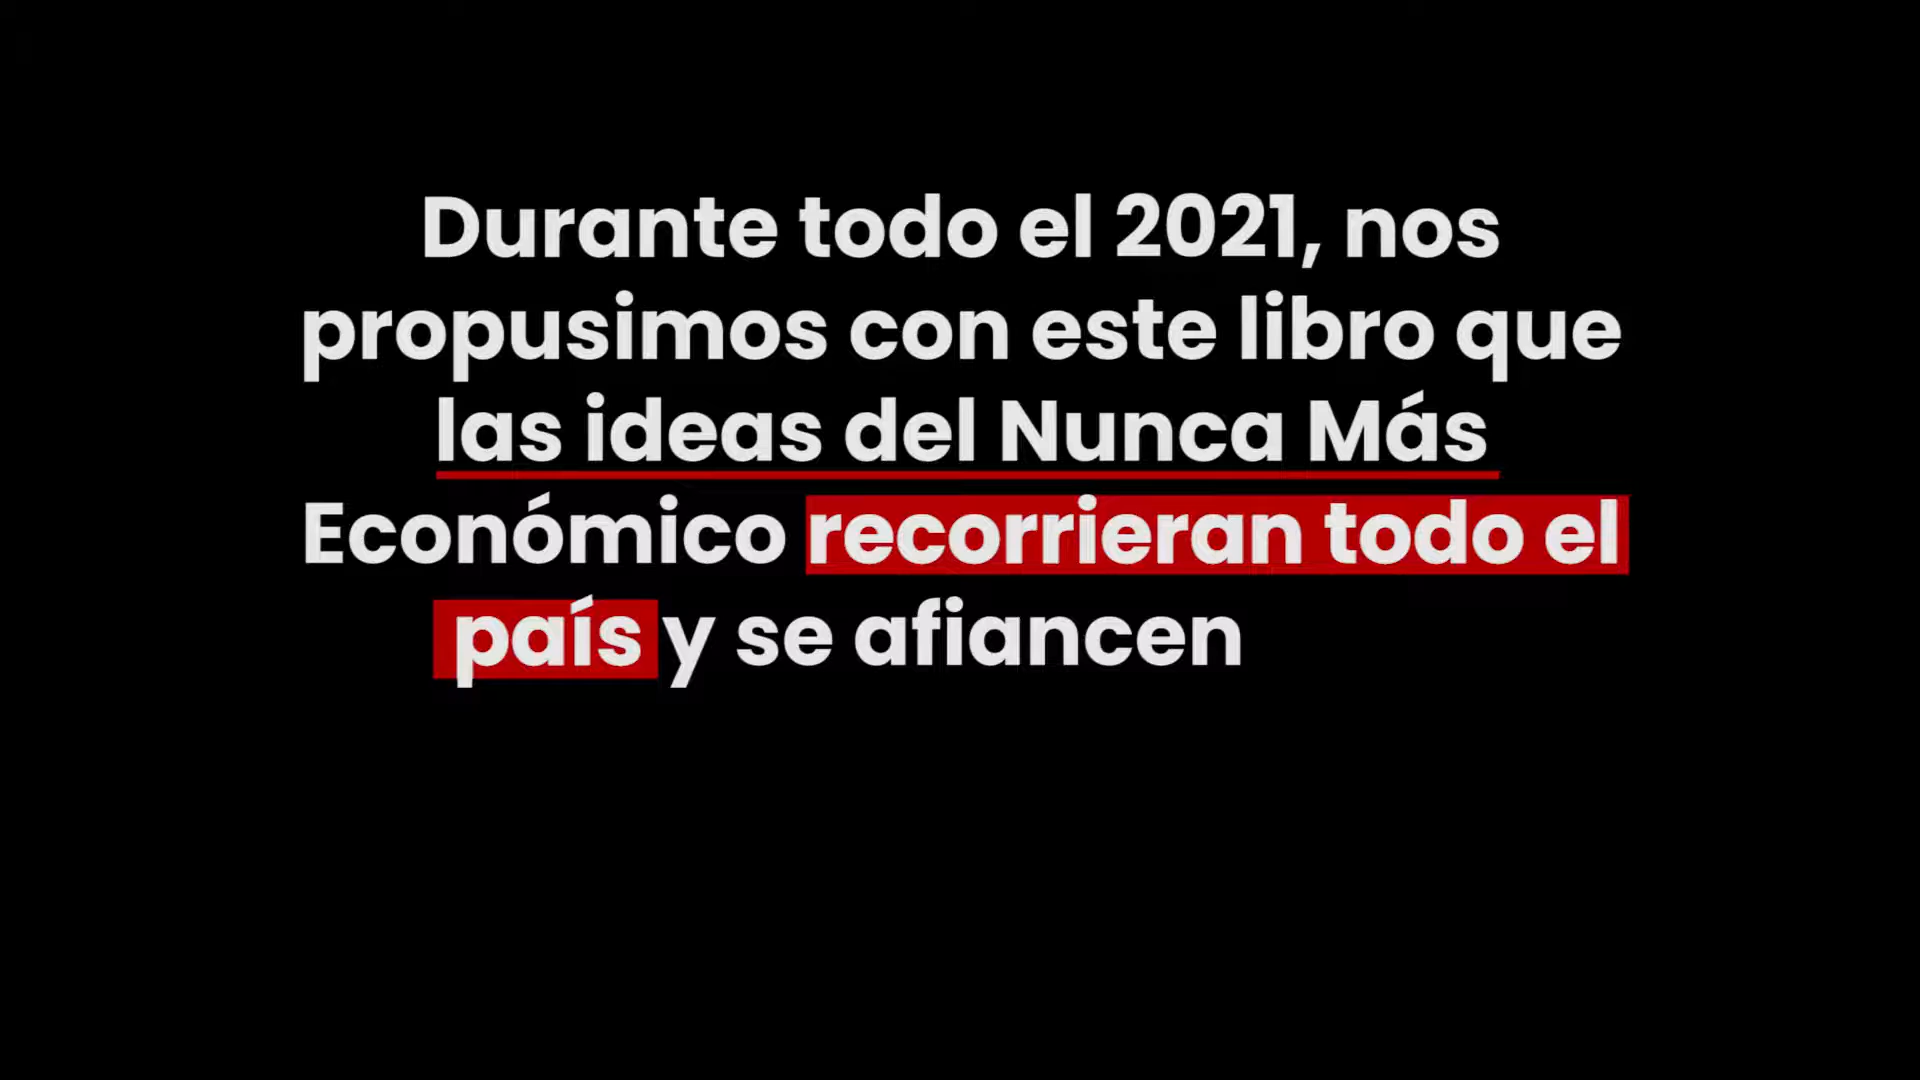 Durante todo el 2021, nos
propusimos con este libro que
las ideas del Nunca Más
Económico recorrieran todo el
país y se afiancen